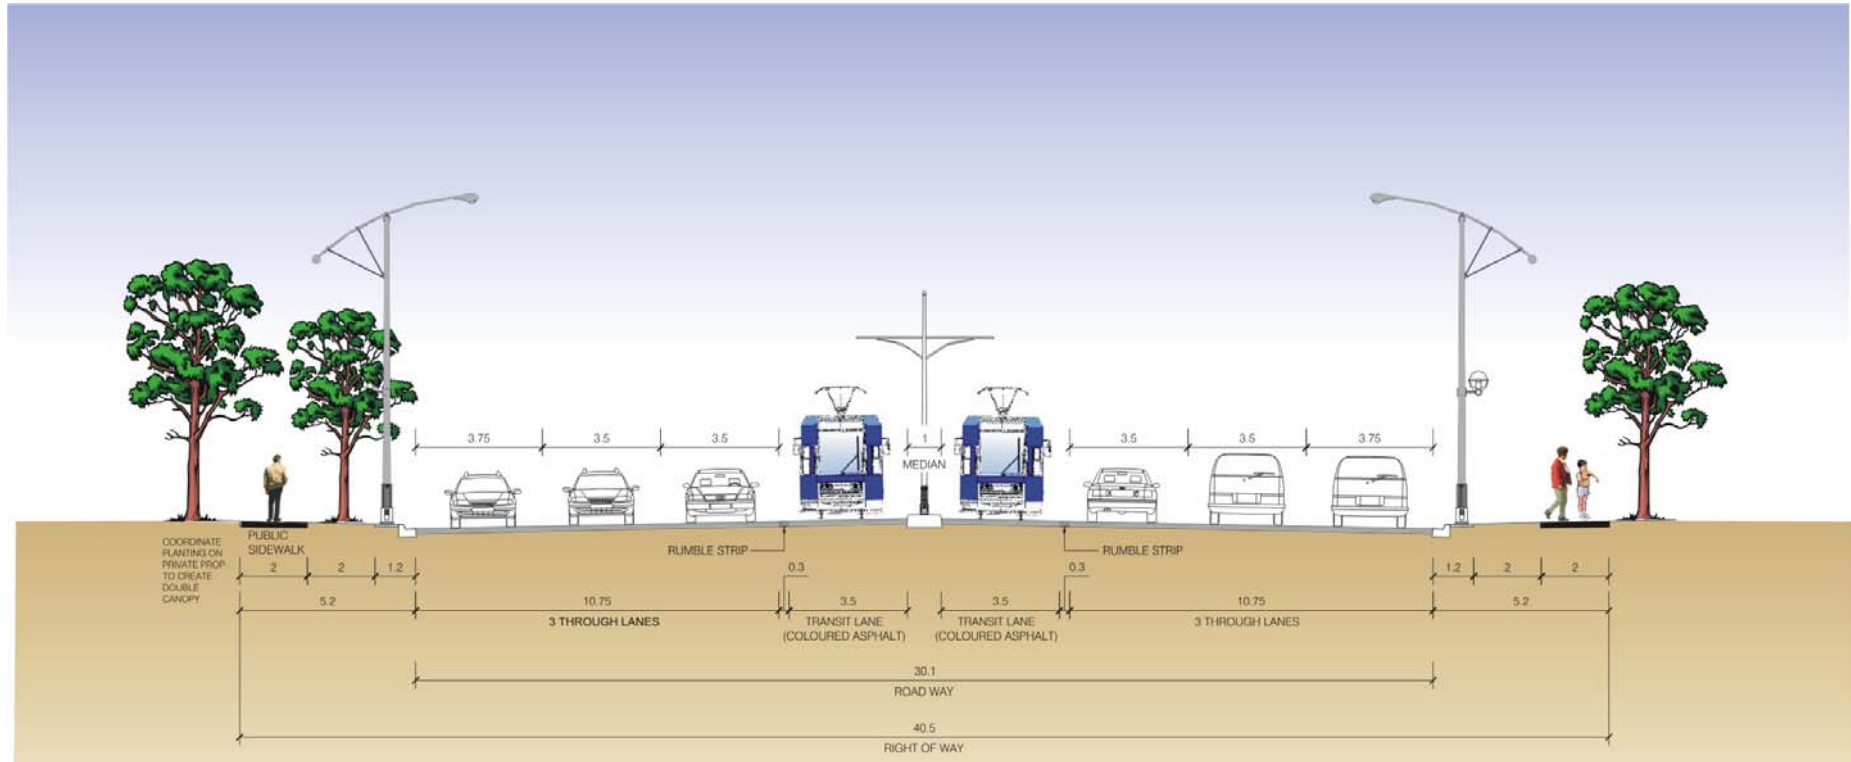 3.75 3.5 3.5 1 3.5 3.5 3.75
MEDIAN
COORDINATE
PLANTING ON
PRIVATE PROP
TO CREATE
DOUBLE
CANOPY
PUBLIC
SIDEWALK
RUMBLE STRIP
RUMBLE STRIP
2 2 1.2 0.3 0.3 1.2 2 2
5.2 10.75 3.5 3.5 10.75 5.2
3 THROUGH LANES
TRANSIT LANE
(COLOURED ASPHALT)
TRANSIT LANE
(COLOURED ASPHALT)
3 THROUGH LANES
30.1
ROAD WAY
40.5
RIGHT OF WAY